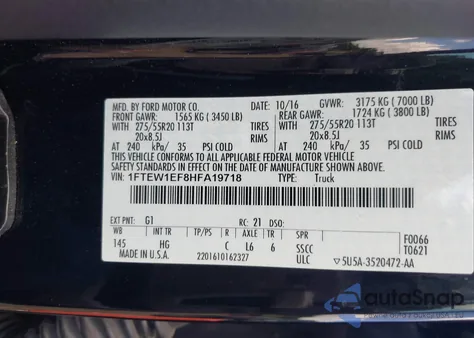 MFD. BY FORD MOTOR CO. 10/16 GVWR: 3175 KG ( 7000 LB)
FRONT GAWR: 1565 KG ( 3450 LB) REAR GAWR: 1724 KG ( 3800 LB)
WITH 275/55R20 113T TIRES WITH 275/55R20 113T TIRES
20x8.5J RIMS 20x8.5J RIMS
AT 240 kPa/ 35 PSI COLD AT 240 kPa/ 35 PSI COLD
THIS VEHICLE CONFORMS TO ALL APPLICABLE FEDERAL MOTOR VEHICLE
SAFETY STANDARDS IN EFFECT ON THE DATE OF MANUFACTURE SHOWN ABOVE.
VIN: 1FTEW1EF8HFA19718 TYPE: Truck
EXT PNT: G1 RC: 21 DSO:
WB TP/PS R AXLE TR SPR F0066
145 HG C L6 6 SSCC T0621
MADE IN U.S.A. 2201610162327 ULC 5U5A-3520472-AA
autoSnap